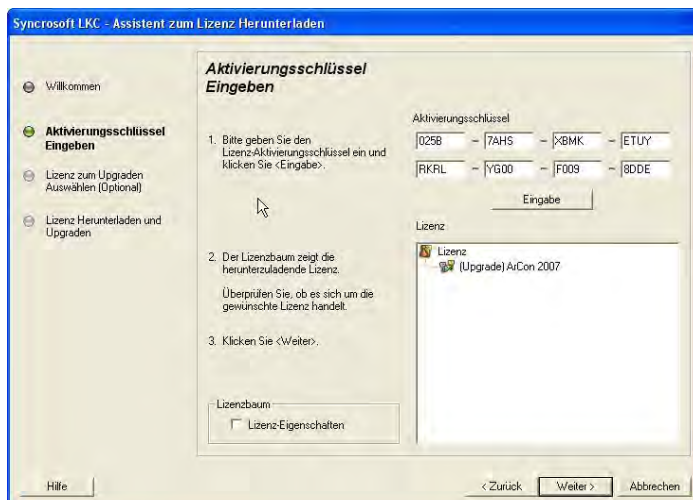 Syncrosoft LKC - Assistent zum Lizenz Herunterladen
Willkommen
Aktivierungsschlüssel
Eingeben
Lizenz zum Upgraden
Auswählen (Optional)
Lizenz Herunterladen und
Upgraden
Aktivierungsschlüssel
Eingeben
1. Bitte geben Sie den
Lizenz-Aktivierungsschlüssel ein und
klicken Sie <Eingabe>.
2. Der Lizenzbaum zeigt die
herunterzuladende Lizenz.
Überprüfen Sie, ob es sich um die
gewünschte Lizenz handelt.
3. Klicken Sie <Weiter>.
Lizenzbaum
Lizenz-Eigenschaften
Aktivierungsschlüssel
025B - 7AHS - XBMK - ETUY
RKRL - YG00 - F009 - 8DDE
Eingabe
Lizenz
Lizenz
(Upgrade) ArCon 2007
Hilfe
< Zurück
Weiter >
Abbrechen